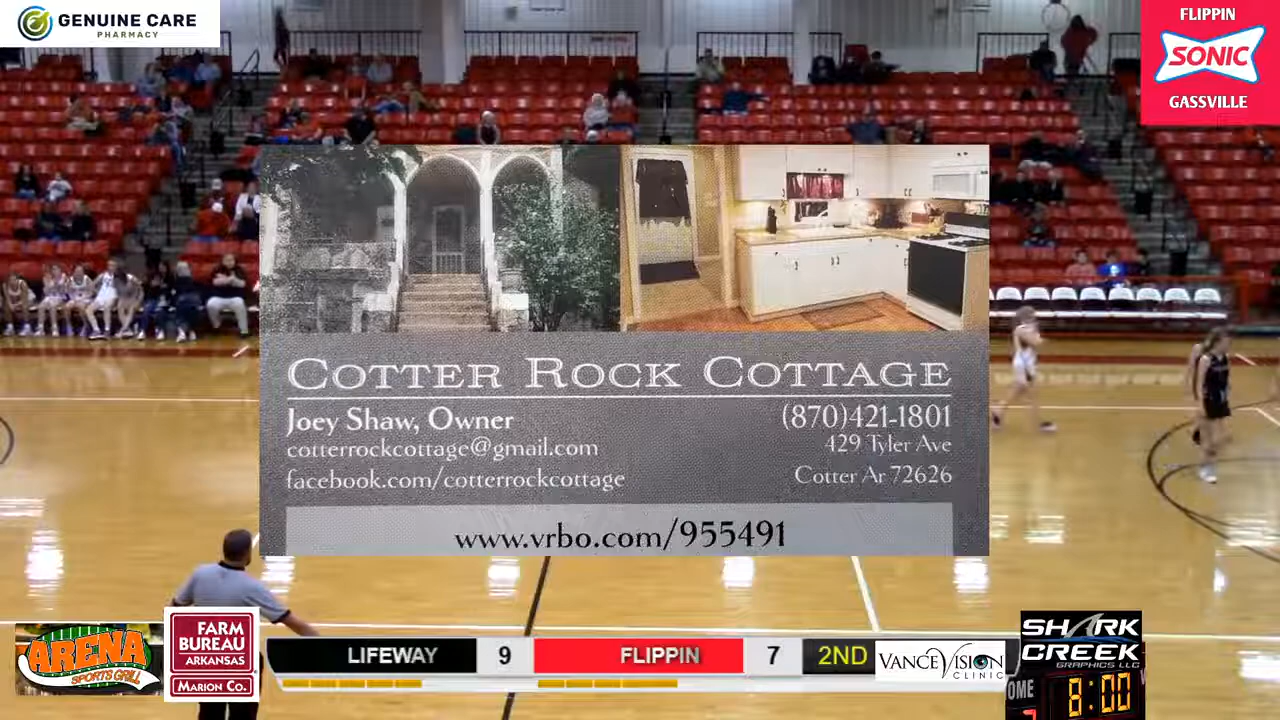 GENUINE CARE
PHARMACY
FLIPPIN
SONIC
GASSVILLE
COTTER ROCK COTTAGE
Joey Shaw, Owner
(870)421-1801
cotterrockcottage@gmail.com
429 Tyler Ave
facebook.com/cotterrockcottage
Cotter Ar 72626
www.vrbo.com/955491
ARENA
SPORTS GRILL
FARM
BUREAU
ARKANSAS
MARION CO.
LIFEWAY 9 FLIPPIN 7 2ND
VANCE VISION
CLINIC
SHARK
CREEK
GRAPHICS LLC
OME
8:00